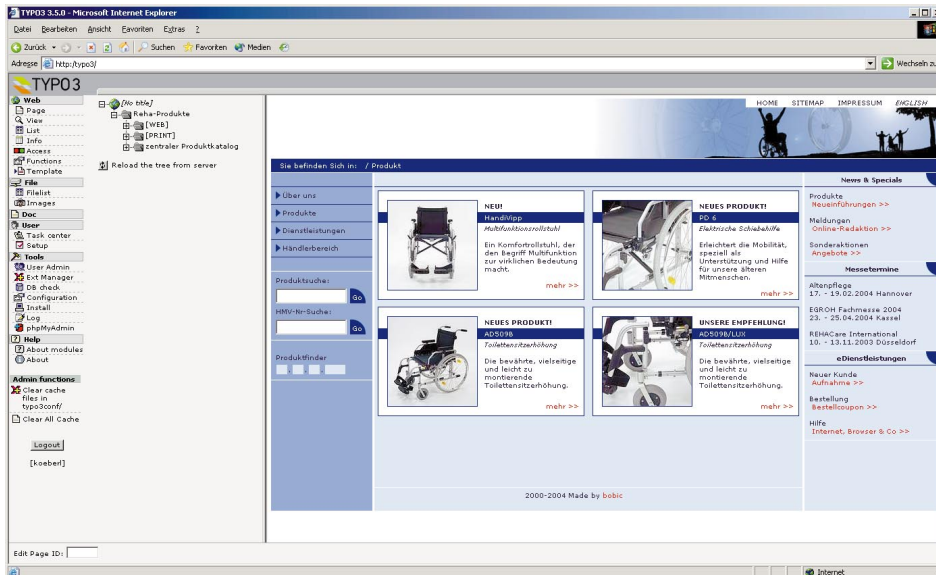 TYPO3 3.5.0 - Microsoft Internet Explorer
Datei Bearbeiten Ansicht Favoriten Extras ?
Zurück Suchen Favoriten Medien
Adresse http:/typo3/ Wechseln zu
TYPO3
Web
Page
View
List
Info
Access
Functions
Template
File
Filelist
Images
Doc
User
Task center
Setup
Tools
User Admin
Ext Manager
DB check
Configuration
Install
Log
phpMyAdmin
Help
About modules
About
Admin functions
Clear cache
files in
typo3conf/
Clear All Cache
Logout
[koeberl]
Edit Page ID:
[No title]
Reha-Produkte
[WEB]
[PRINT]
zentraler Produktkatalog
Reload the tree from server
HOME SITEMAP IMPRESSUM ENGLISH
Sie befinden Sich in: / Produkt
Über uns
Produkte
Dienstleistungen
Händlerbereich
Produktsuche:
Go
HMV-Nr-Suche:
Go
Produktfinder
NEU!
HandiVipp
Multifunktionsrollstuhl
Ein Komfortrollstuhl, der
den Begriff Multifunktion
zur virklichen Bedeutung
macht.
mehr >>
NEUES PRODUKT!
PD 6
Elektrische Schiebehilfe
Erleichtert die Mobilität,
speziell als
Unterstützung und Hilfe
für unsere älteren
Mitmenschen.
mehr >>
NEUES PRODUKT!
AD509B
Toilettensitzerhöhung
Die bevährte, vielseitige
und leicht zu
montierende
Toilettensitzerhöhung.
mehr >>
UNSERE EMPFEHLUNG!
AD509B/LUX
Toilettensitzerhöhung
Die bevährte, vielseitige
und leicht zu
montierende
Toilettensitzerhöhung.
mehr >>
2000-2004 Made by bobic
News & Specials
Produkte
Neueinführungen >>
Meldungen
Online-Redaktion >>
Sonderaktionen
Angebote >>
Messetermine
Altenpflege
17. - 19.02.2004 Hannover
EGROH Fachmesse 2004
23. - 25.04.2004 Kassel
REHACare International
10. - 13.11.2003 Düsseldorf
eDienstleistungen
Neuer Kunde
Aufnahme >>
Bestellung
Bestellcoupon >>
Hilfe
Internet, Browser & Co >>
Internet